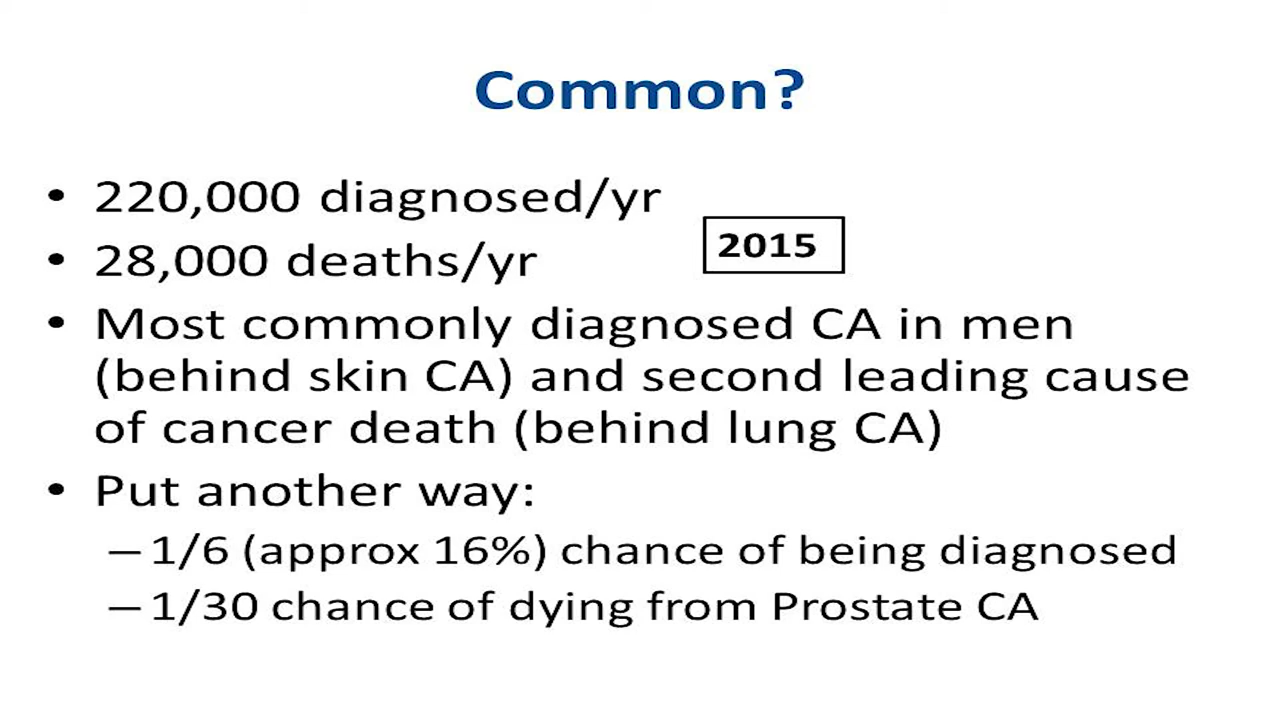 Common?
• 220,000 diagnosed/yr
2015
• 28,000 deaths/yr
• Most commonly diagnosed CA in men
(behind skin CA) and second leading cause
of cancer death (behind lung CA)
• Put another way:
–1/6 (approx 16%) chance of being diagnosed
–1/30 chance of dying from Prostate CA